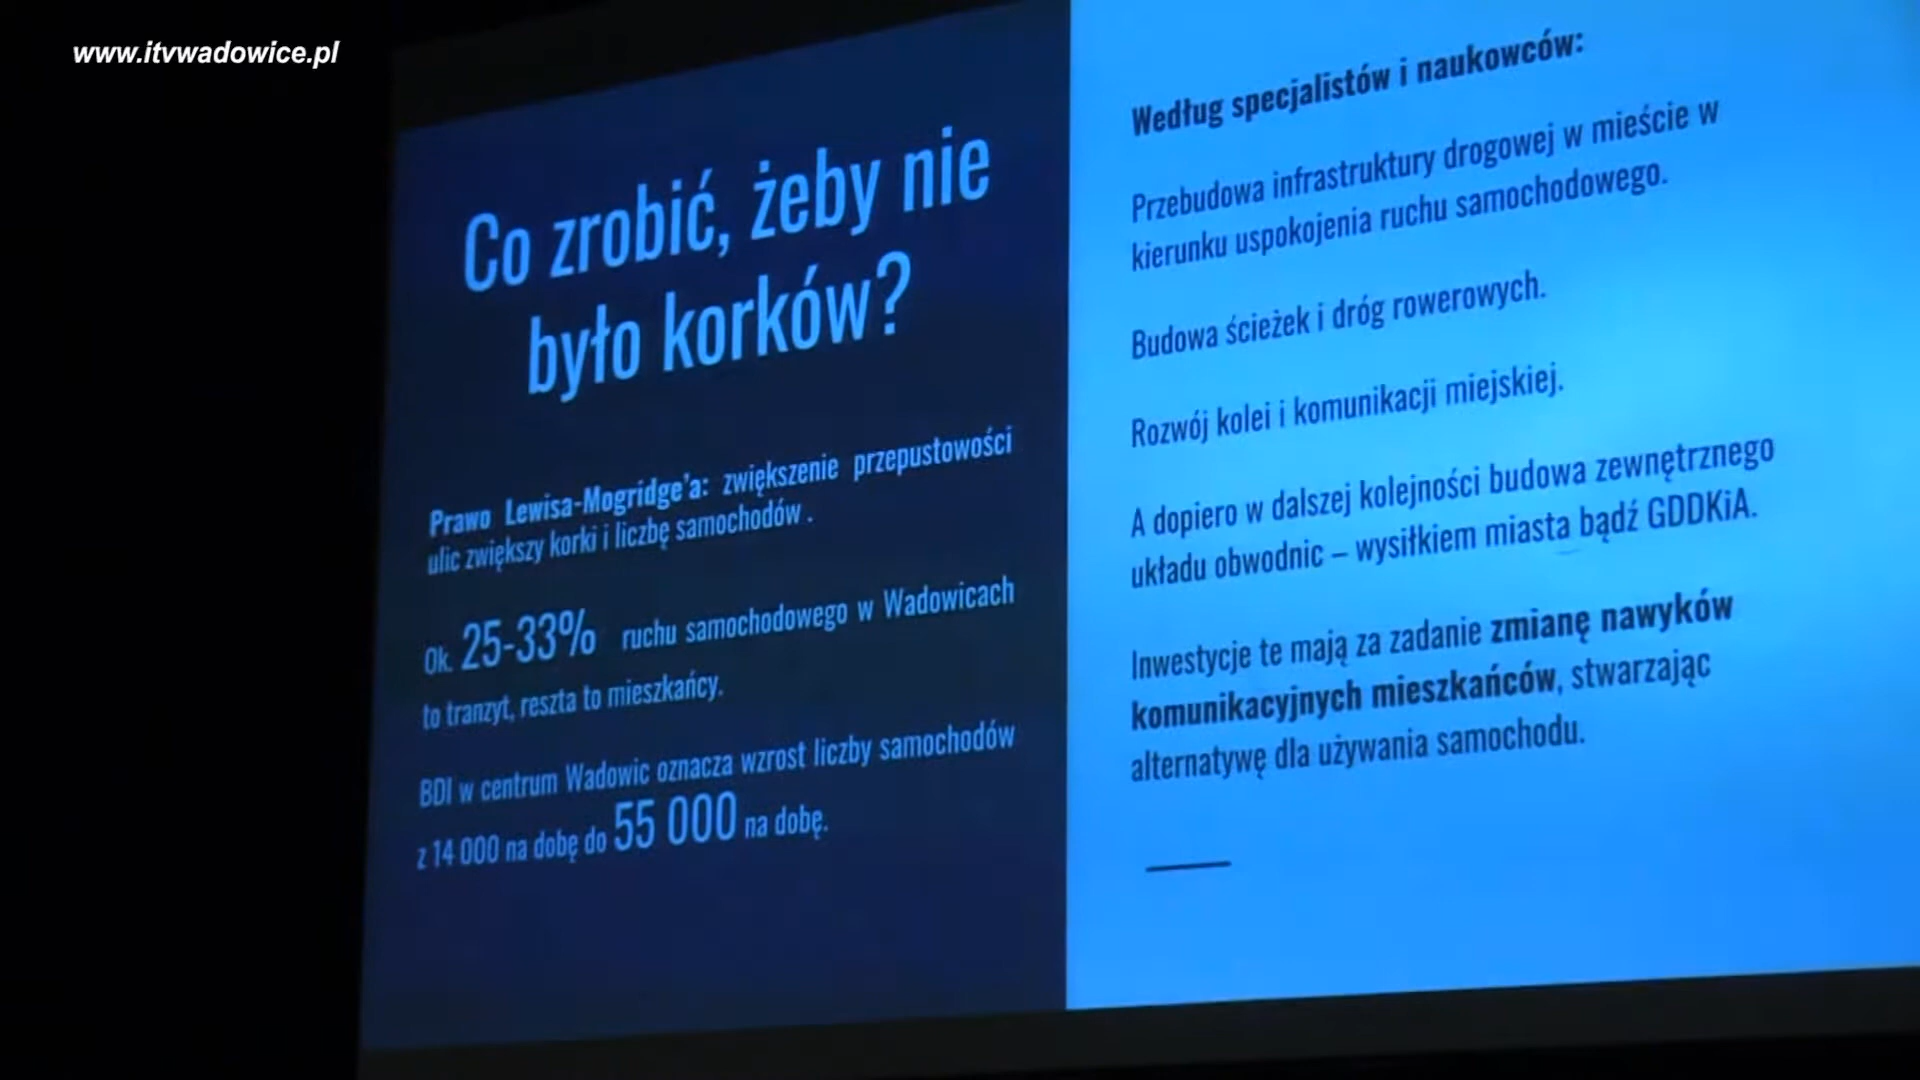 www.itvwadowice.pl
Co zrobić, żeby nie
było korków?
Prawo Lewisa-Mogridge'a: zwiększenie przepustowości
ulic zwiększy korki i liczbę samochodów .
Ok. 25-33% ruchu samochodowego w Wadowicach
to tranzyt, reszta to mieszkańcy.
BDI w centrum Wadowic oznacza wzrost liczby samochodów
z 14 000 na dobę do 55 000 na dobę.
Według specjalistów i naukowców:
Przebudowa infrastruktury drogowej w mieście w
kierunku uspokojenia ruchu samochodowego.
Budowa ścieżek i dróg rowerowych.
Rozwój kolei i komunikacji miejskiej.
A dopiero w dalszej kolejności budowa zewnętrznego
układu obwodnic – wysiłkiem miasta bądź GDDKiA.
Inwestycje te mają za zadanie zmianę nawyków
komunikacyjnych mieszkańców, stwarzając
alternatywę dla używania samochodu.